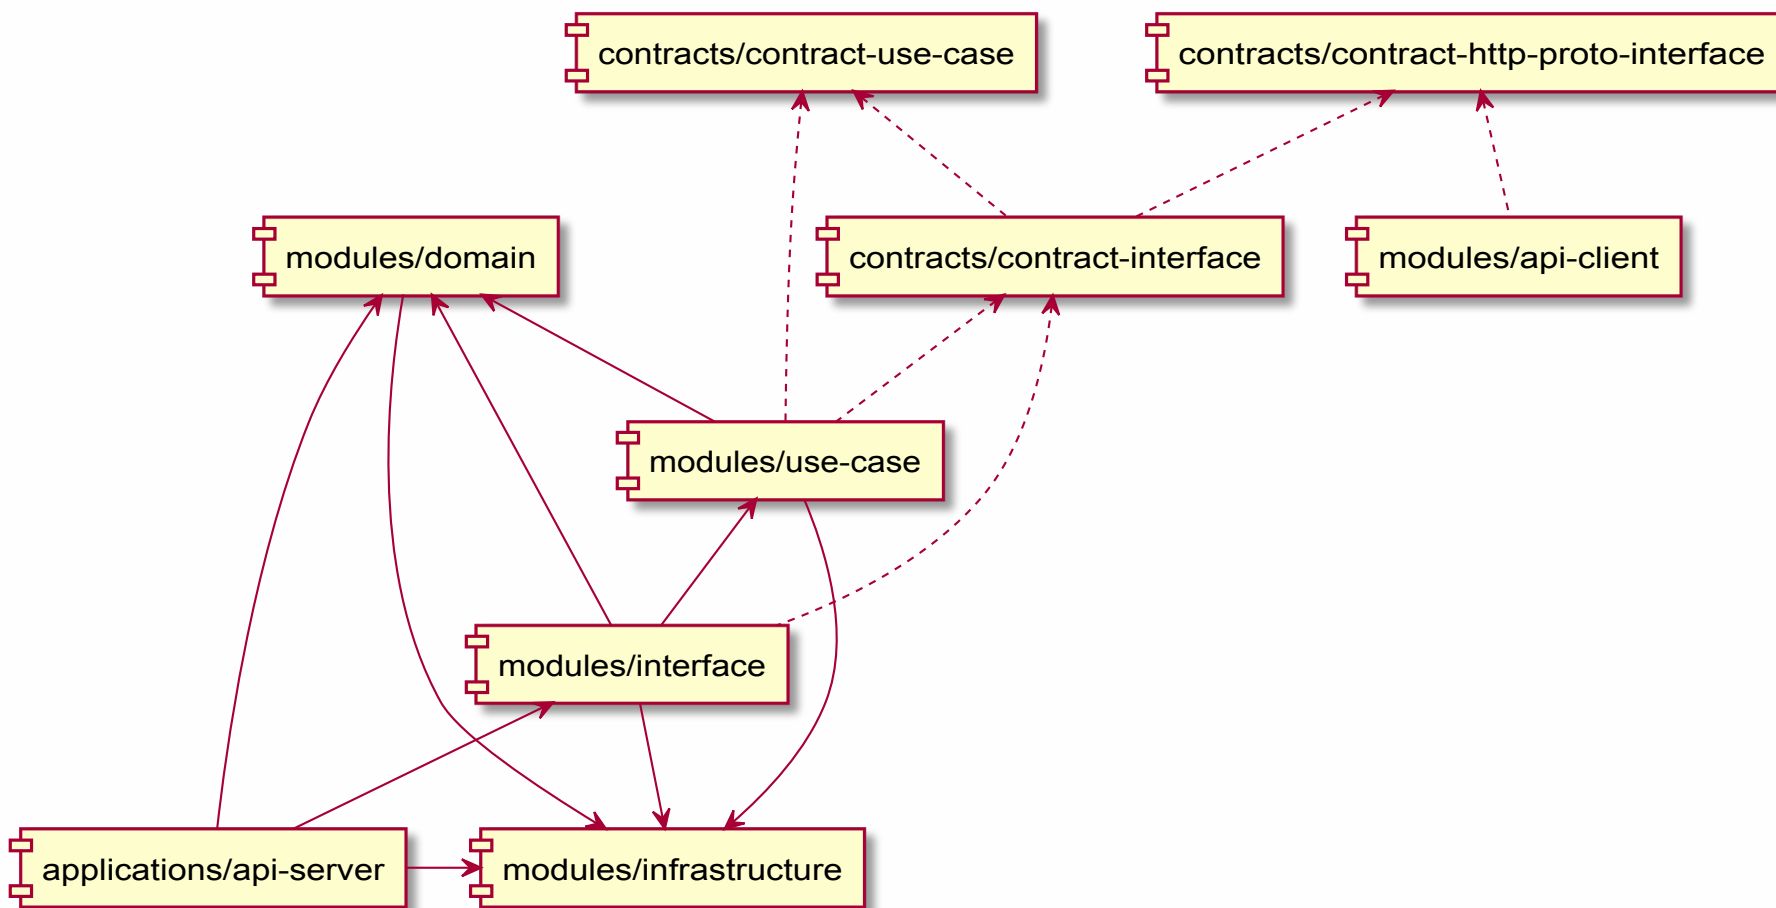 contracts/contract-use-case
contracts/contract-http-proto-interface
modules/domain
contracts/contract-interface
modules/api-client
modules/use-case
modules/interface
applications/api-server
modules/infrastructure